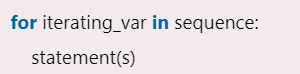 for iterating_var in sequence:
statement(s)